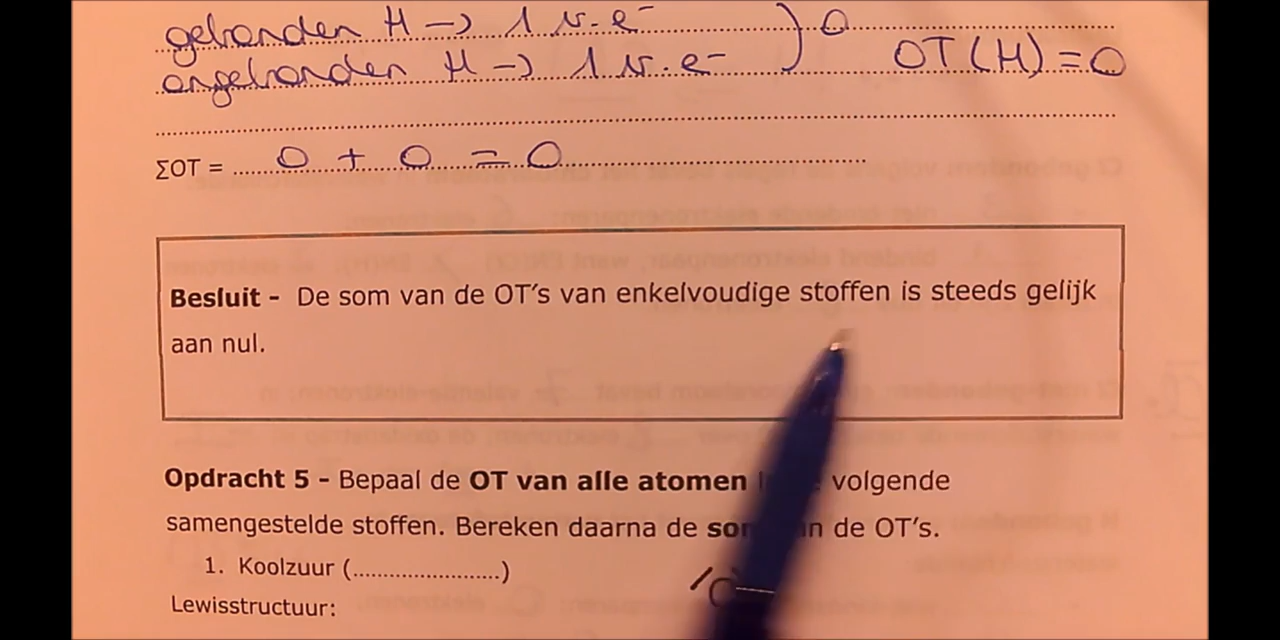 gebonden H -> 1 v.e⁻ ) 0
ongebonden H -> 1 v.e⁻ OT(H) = 0
ΣOT = 0 + 0 = 0
Besluit - De som van de OT's van enkelvoudige stoffen is steeds gelijk
aan nul.
Opdracht 5 - Bepaal de OT van alle atomen volgende
samengestelde stoffen. Bereken daarna de de OT's.
1. Koolzuur (......................)
Lewisstructuur: